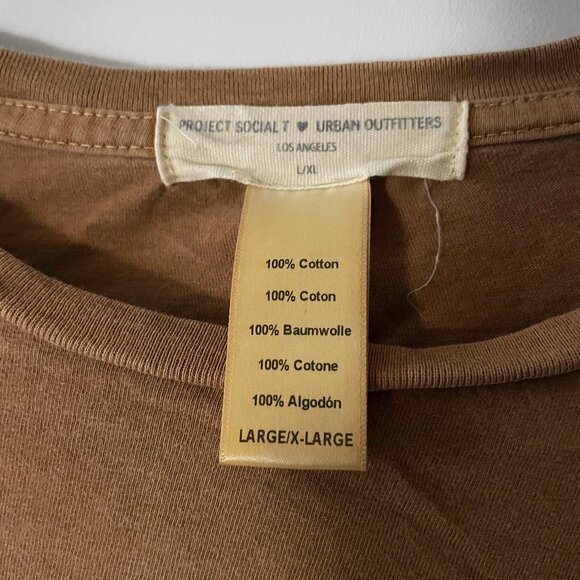 PROJECT SOCIAL T ♥ URBAN OUTFITTERS
LOS ANGELES
L/XL
100% Cotton
100% Coton
100% Baumwolle
100% Cotone
100% Algodón
LARGE/X-LARGE